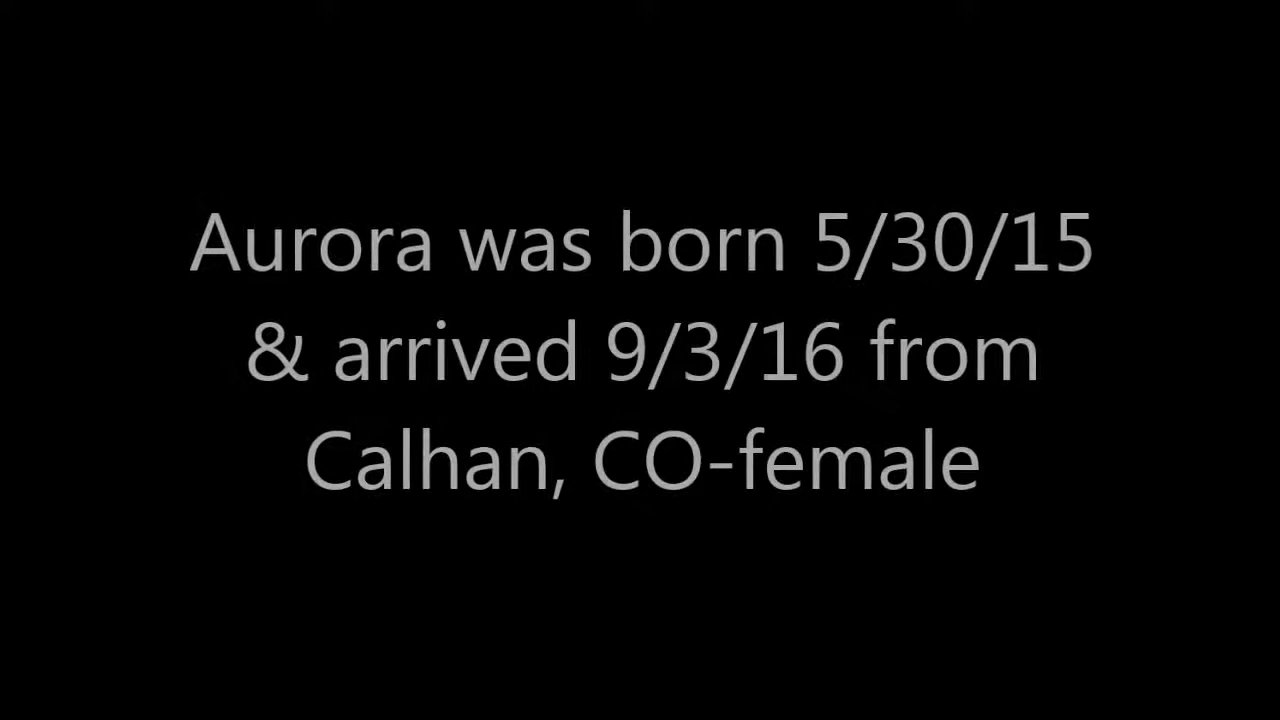 Aurora was born 5/30/15
& arrived 9/3/16 from
Calhan, CO-female